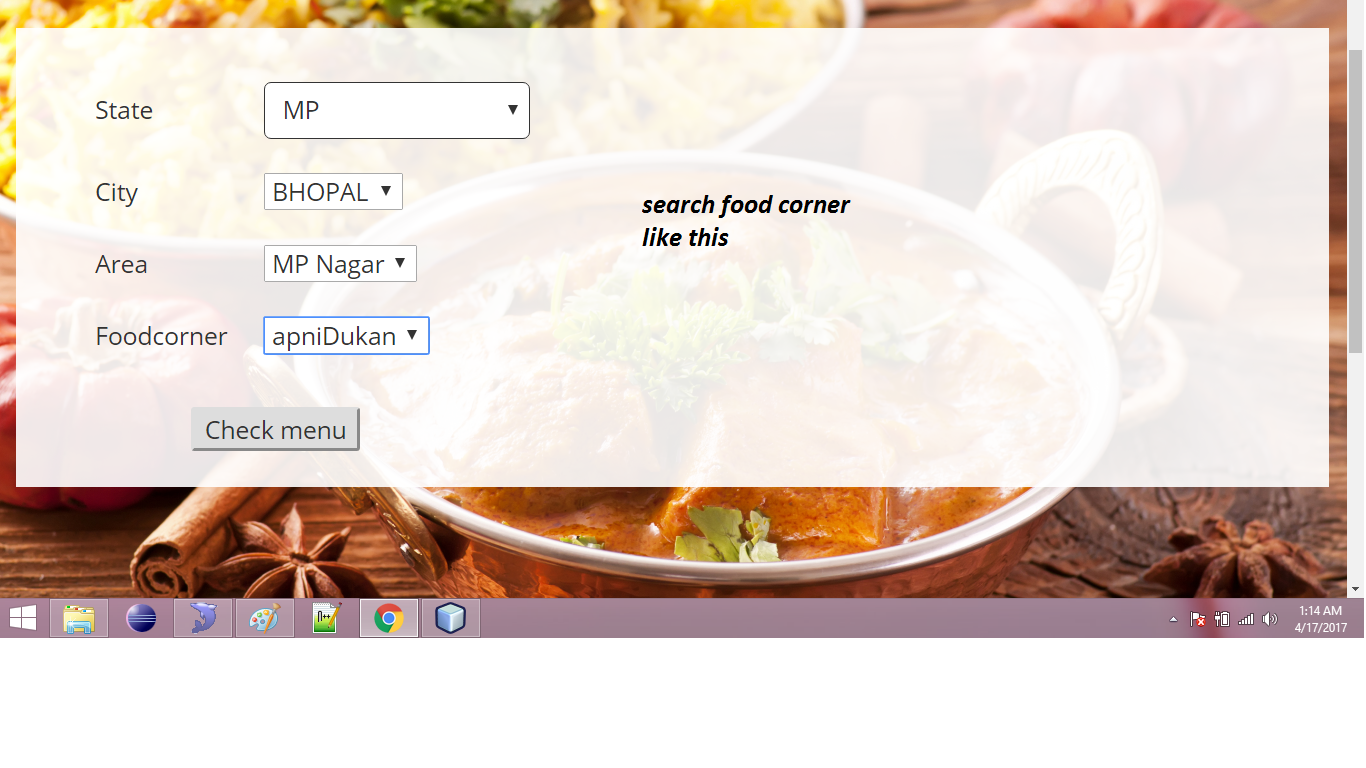 State MP
City BHOPAL
search food corner
like this
Area MP Nagar
Foodcorner apniDukan
Check menu
N++
1:14 AM
4/17/2017